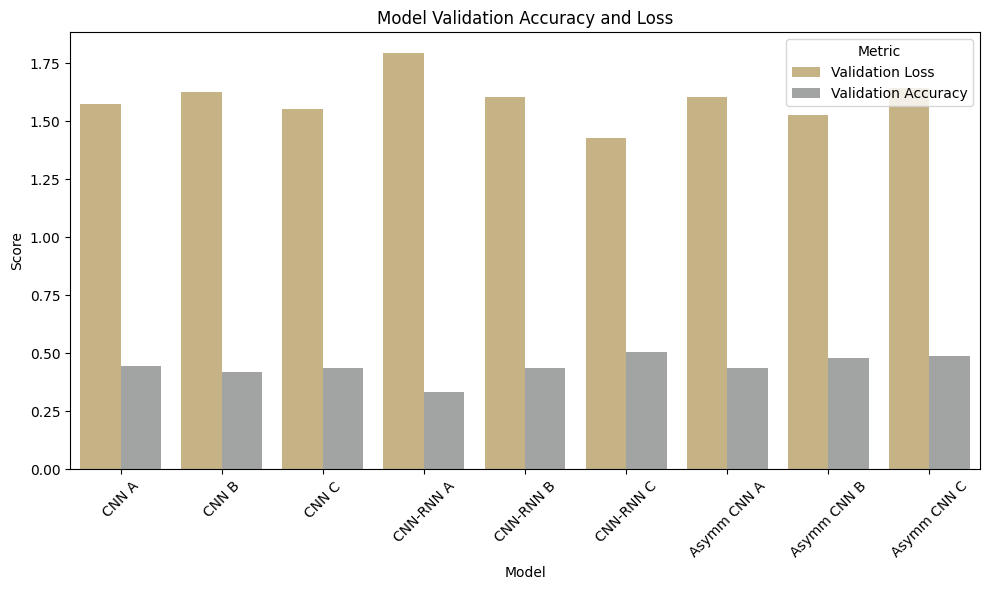 Model Validation Accuracy and Loss
Metric
Validation Loss
Validation Accuracy
1.75
1.50
1.25
1.00
0.75
0.50
0.25
0.00
Score
CNN A
CNN B
CNN C
CNN-RNN A
CNN-RNN B
CNN-RNN C
Asymm CNN A
Asymm CNN B
Asymm CNN C
Model